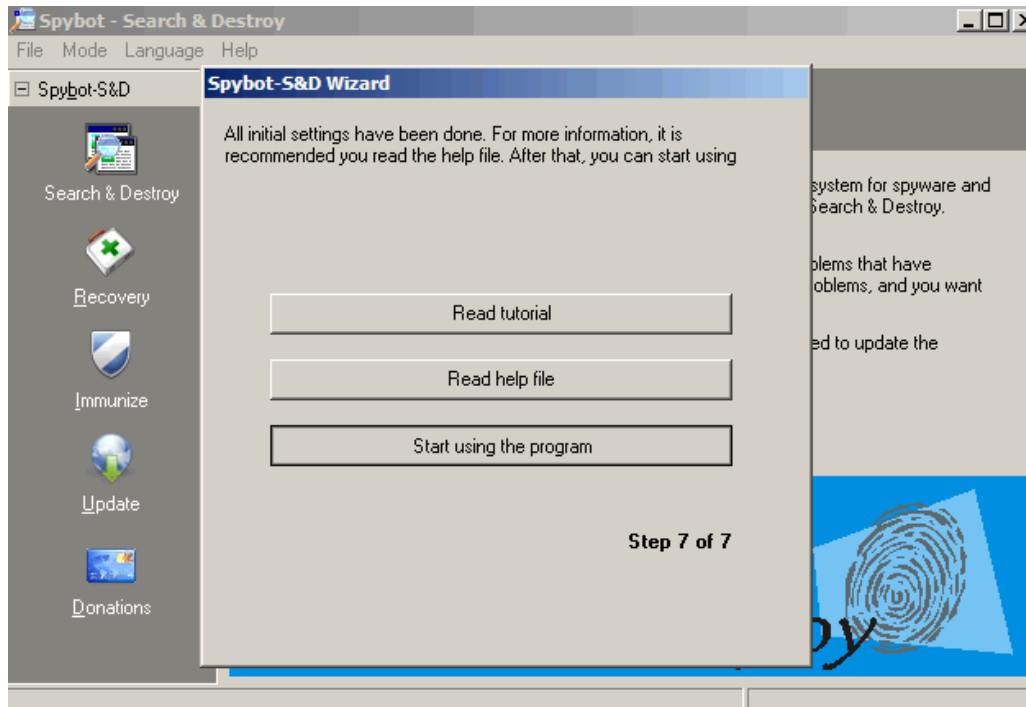 Spybot - Search & Destroy
File Mode Language Help
Spybot-S&D
Search & Destroy
Recovery
Immunize
Update
Donations
Spybot-S&D Wizard
All initial settings have been done. For more information, it is
recommended you read the help file. After that, you can start using
Read tutorial
Read help file
Start using the program
Step 7 of 7
system for spyware and
Search & Destroy.
that have
and you want
to update the